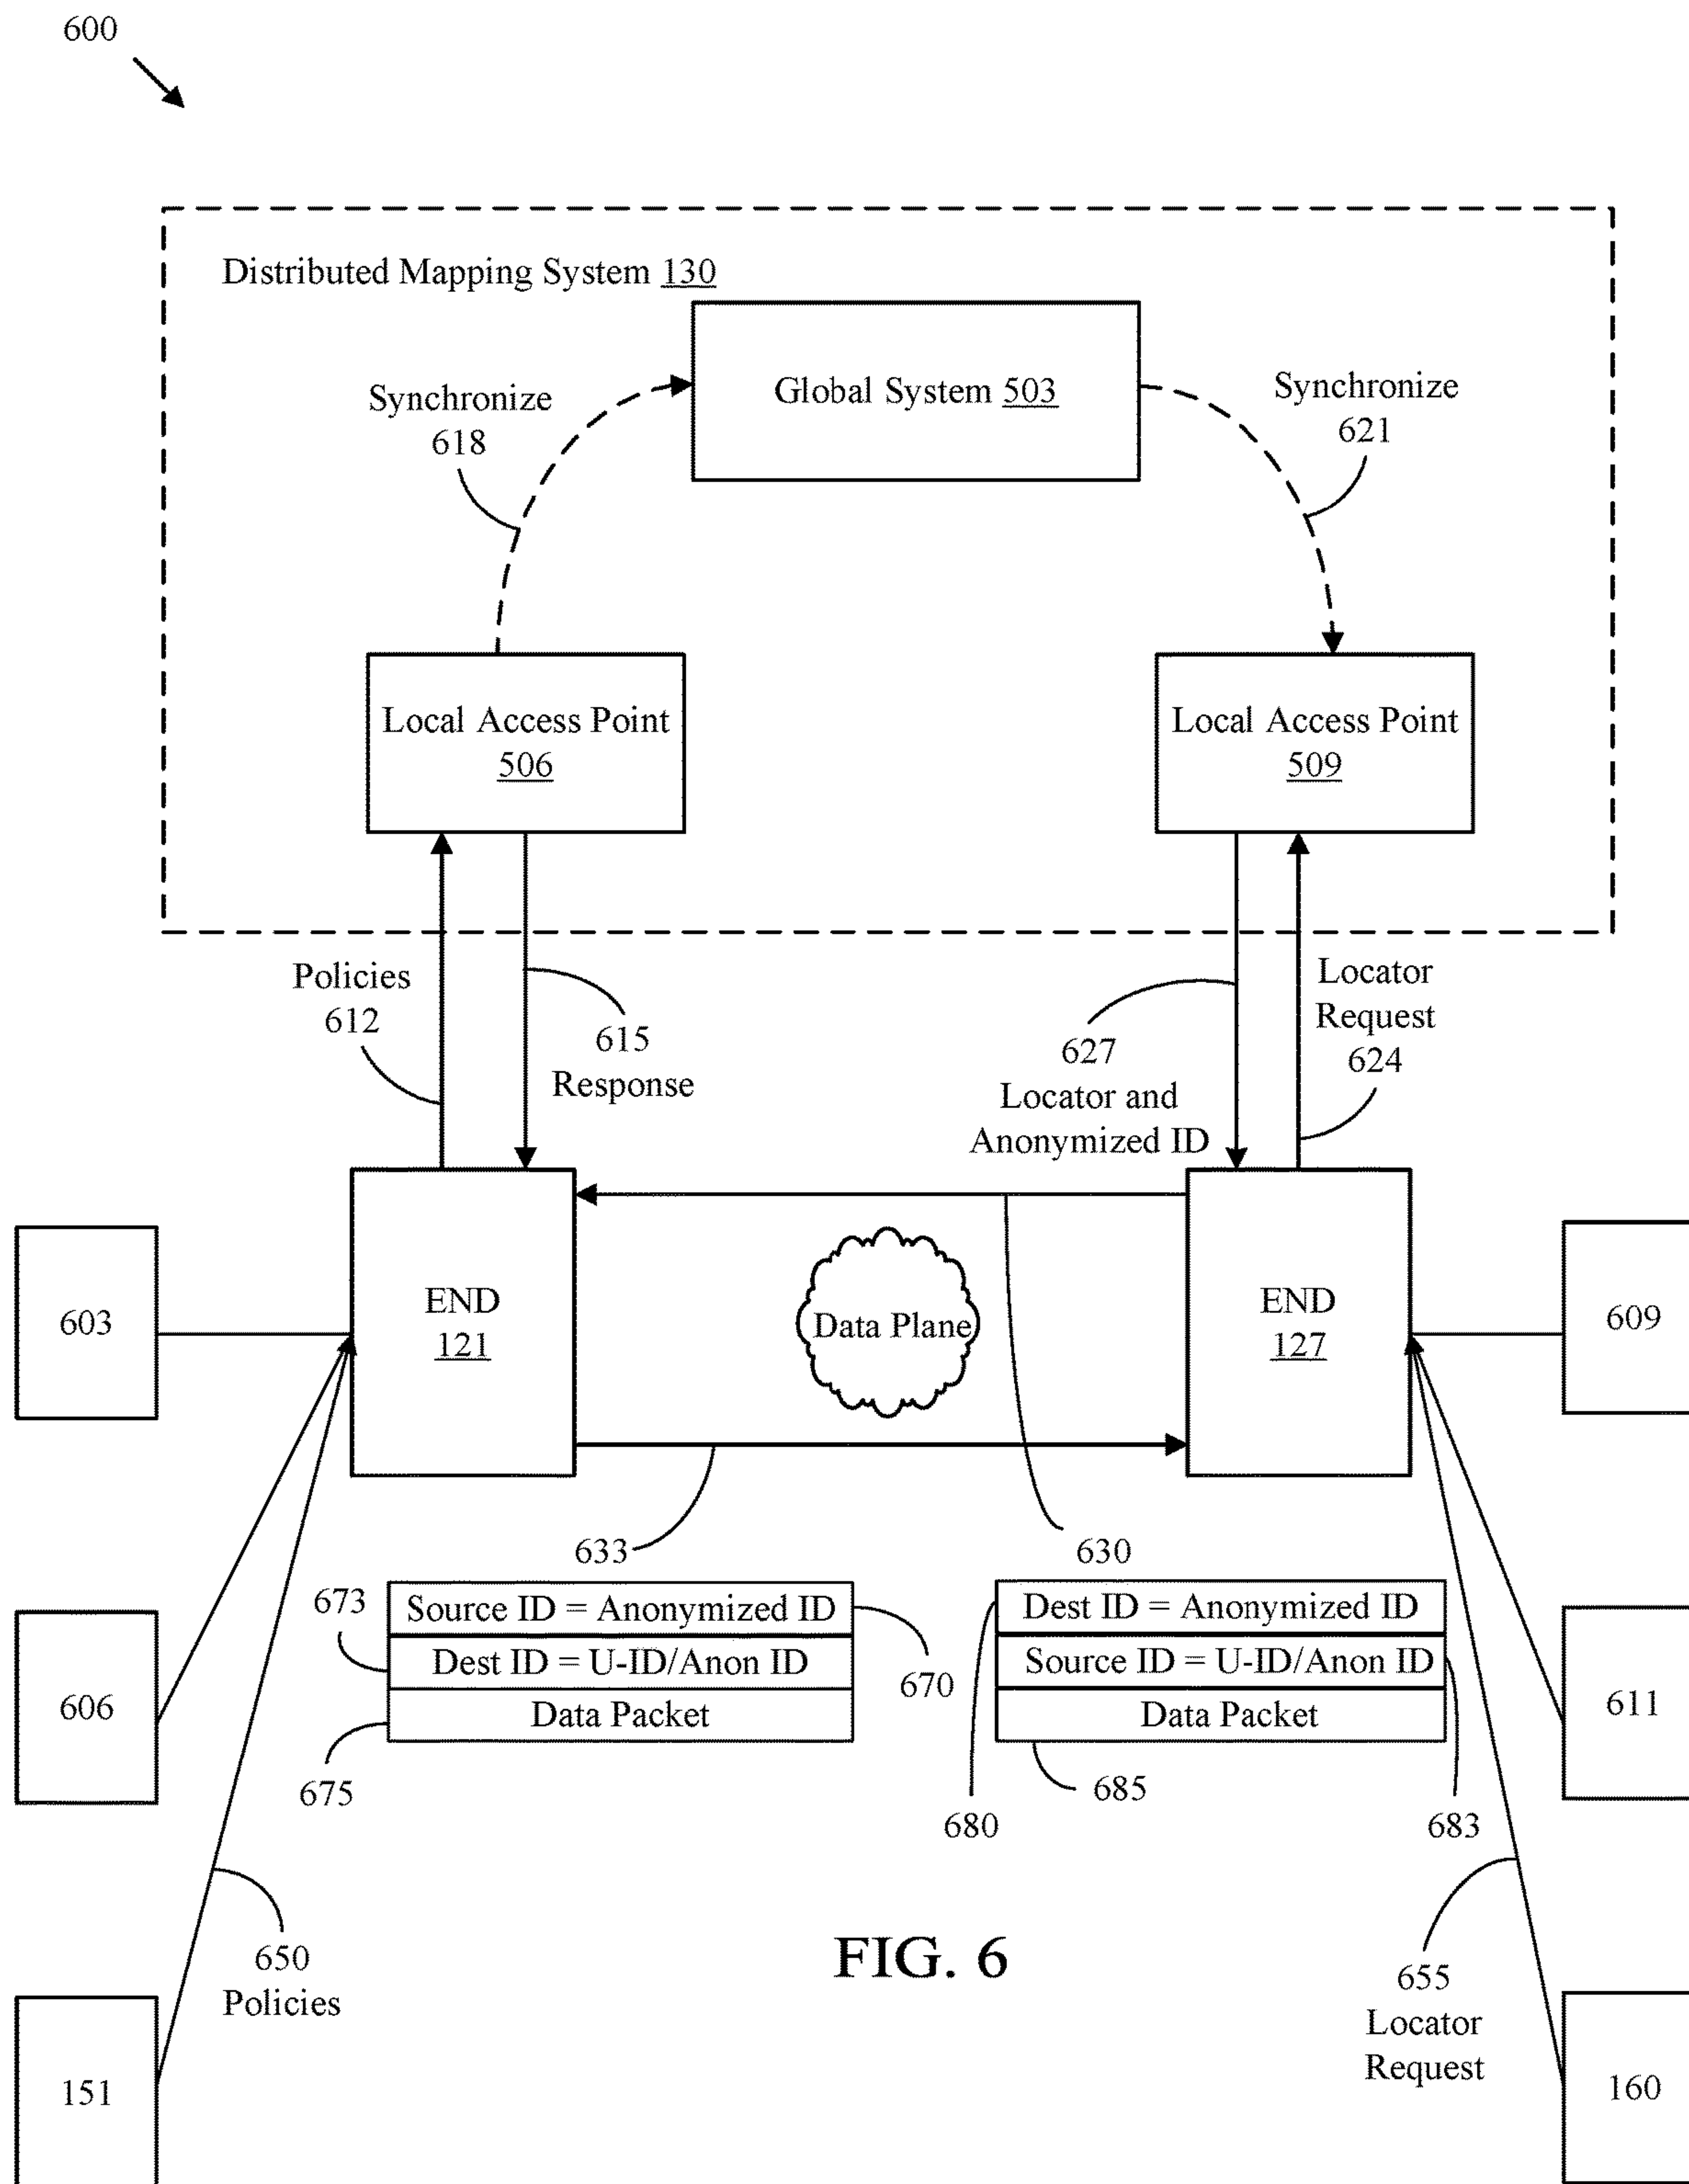 600
Distributed Mapping System 130
Global System 503
Synchronize
618
Synchronize
621
Local Access Point
506
Local Access Point
509
Policies
612
615
Response
627
Locator and
Anonymized ID
Locator
Request
624
603
END
121
Data Plane
END
127
609
633
630
673
Source ID = Anonymized ID
Dest ID = U-ID/Anon ID
Data Packet
670
675
Dest ID = Anonymized ID
Source ID = U-ID/Anon ID
Data Packet
680
685
683
606
611
650
Policies
FIG. 6
655
Locator
Request
151
160